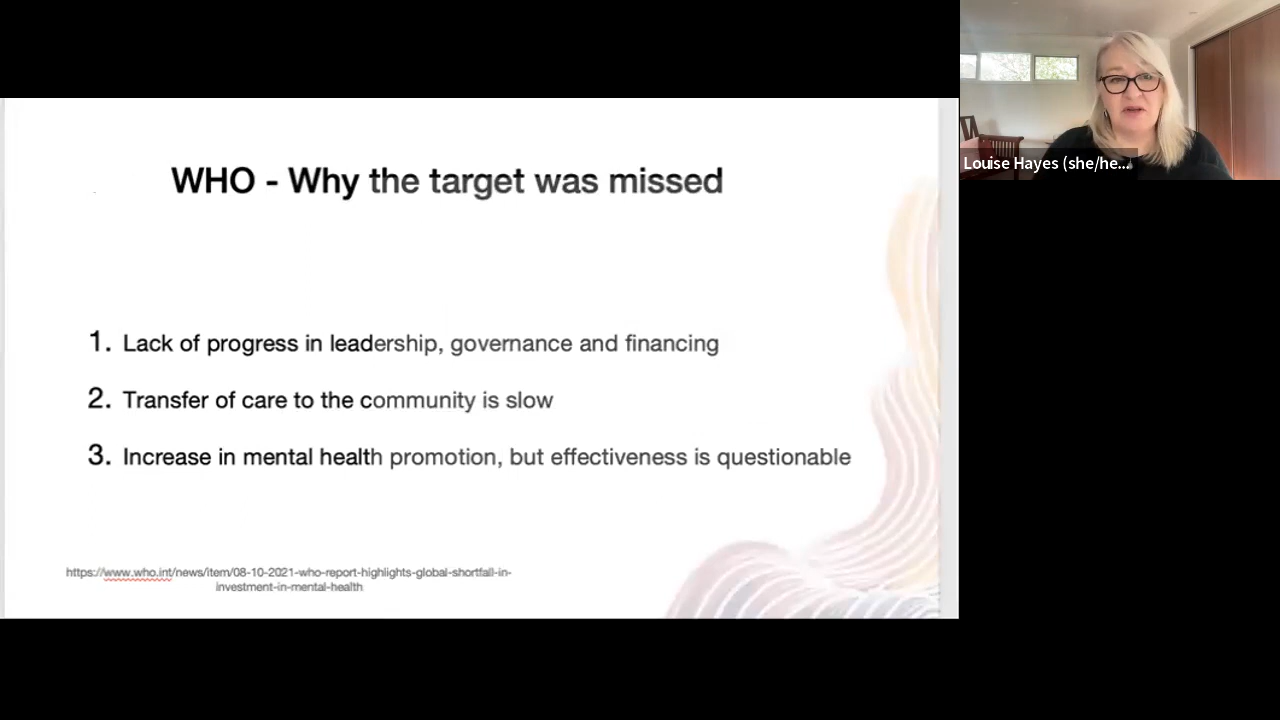 WHO - Why the target was missed
1. Lack of progress in leadership, governance and financing
2. Transfer of care to the community is slow
3. Increase in mental health promotion, but effectiveness is questionable
https://www.who.int/news/item/08-10-2021-who-report-highlights-global-shortfall-in-
investment-in-mental-health
Louise Hayes (she/he...